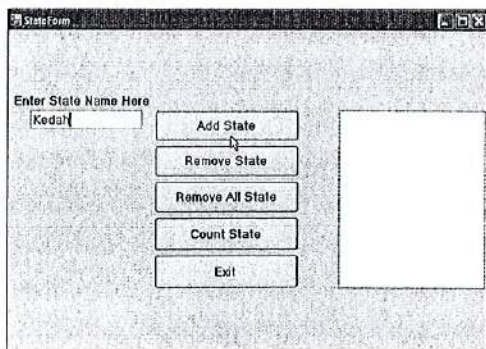 StateForm
Enter State Name Here
Kedah
Add State
Remove State
Remove All State
Count State
Exit